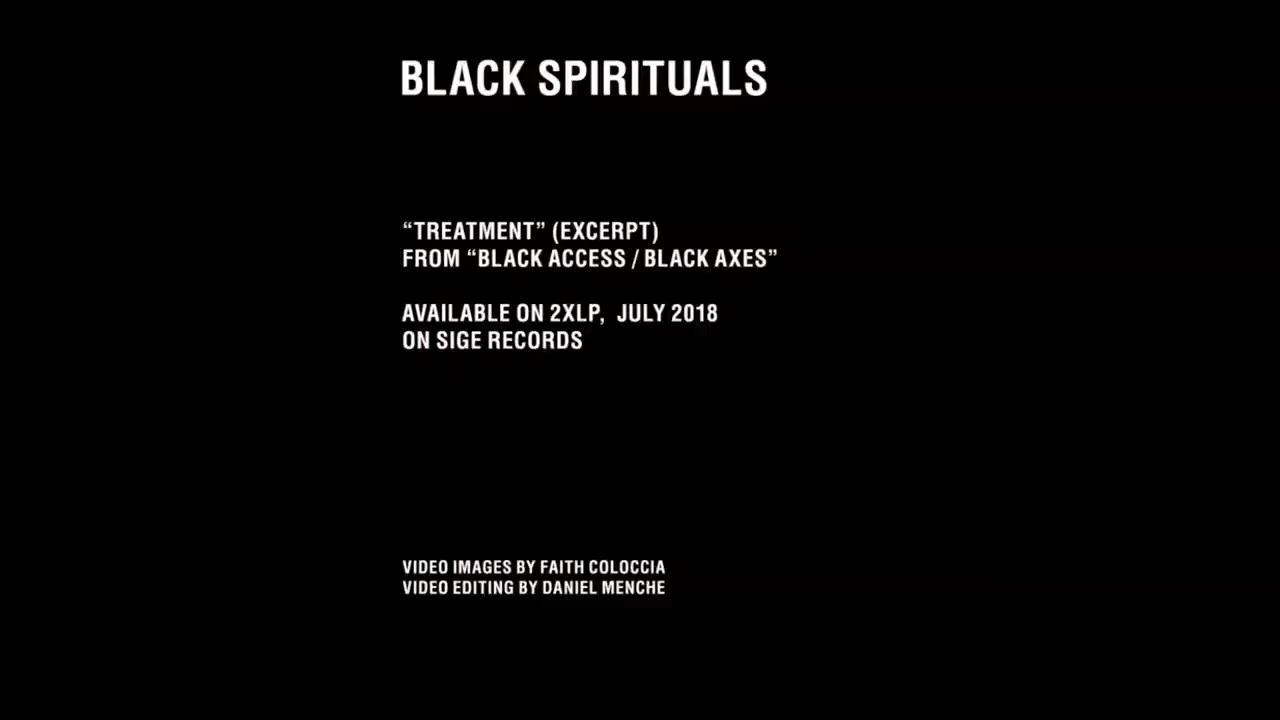 BLACK SPIRITUALS
“TREATMENT” (EXCERPT)
FROM “BLACK ACCESS / BLACK AXES”
AVAILABLE ON 2XLP,  JULY 2018
ON SIGE RECORDS
VIDEO IMAGES BY FAITH COLOCCIA
VIDEO EDITING BY DANIEL MENCHE